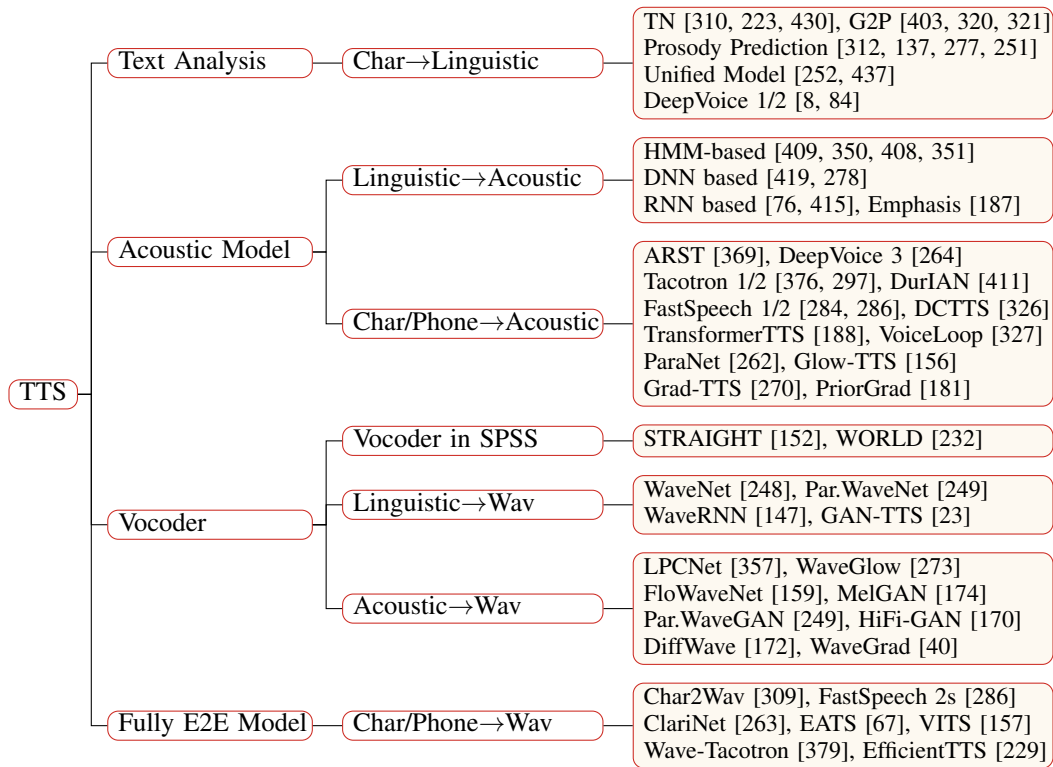 TTS
Text Analysis
Char→Linguistic
TN [310, 223, 430], G2P [403, 320, 321]
Prosody Prediction [312, 137, 277, 251]
Unified Model [252, 437]
DeepVoice 1/2 [8, 84]
Acoustic Model
Linguistic→Acoustic
HMM-based [409, 350, 408, 351]
DNN based [419, 278]
RNN based [76, 415], Emphasis [187]
Char/Phone→Acoustic
ARST [369], DeepVoice 3 [264]
Tacotron 1/2 [376, 297], DurIAN [411]
FastSpeech 1/2 [284, 286], DCTTS [326]
TransformerTTS [188], VoiceLoop [327]
ParaNet [262], Glow-TTS [156]
Grad-TTS [270], PriorGrad [181]
Vocoder
Vocoder in SPSS
STRAIGHT [152], WORLD [232]
Linguistic→Wav
WaveNet [248], Par.WaveNet [249]
WaveRNN [147], GAN-TTS [23]
Acoustic→Wav
LPCNet [357], WaveGlow [273]
FloWaveNet [159], MelGAN [174]
Par.WaveGAN [249], HiFi-GAN [170]
DiffWave [172], WaveGrad [40]
Fully E2E Model
Char/Phone→Wav
Char2Wav [309], FastSpeech 2s [286]
ClariNet [263], EATS [67], VITS [157]
Wave-Tacotron [379], EfficientTTS [229]